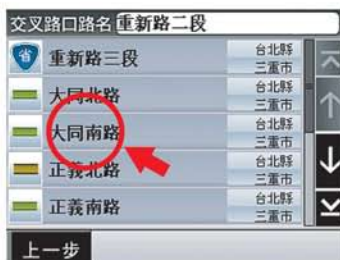 交叉路口路名 重新路二段
省 重新路三段 台北縣
三重市
大同北路 台北縣
三重市
大同南路 台北縣
三重市
正義北路 台北縣
三重市
正義南路 台北縣
三重市
上一步